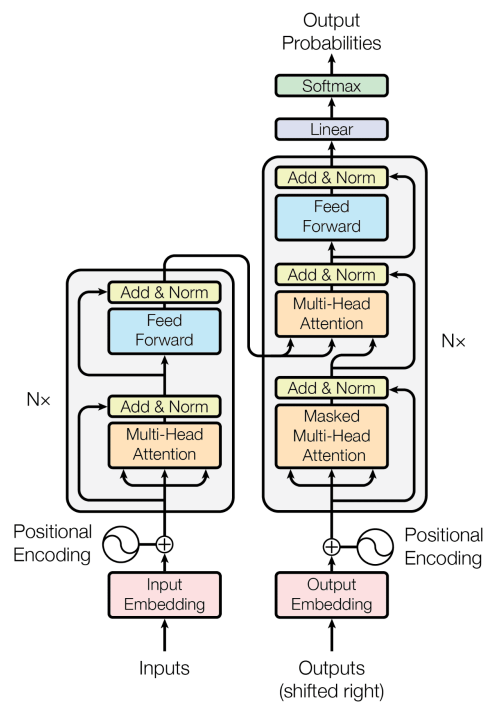 Output
Probabilities
Softmax
Linear
Add & Norm
Feed
Forward
Add & Norm
Multi-Head
Attention
Add & Norm
Masked
Multi-Head
Attention
Nx
Add & Norm
Feed
Forward
Add & Norm
Multi-Head
Attention
N×
Positional
Encoding
Positional
Encoding
Input
Embedding
Output
Embedding
Inputs
Outputs
(shifted right)